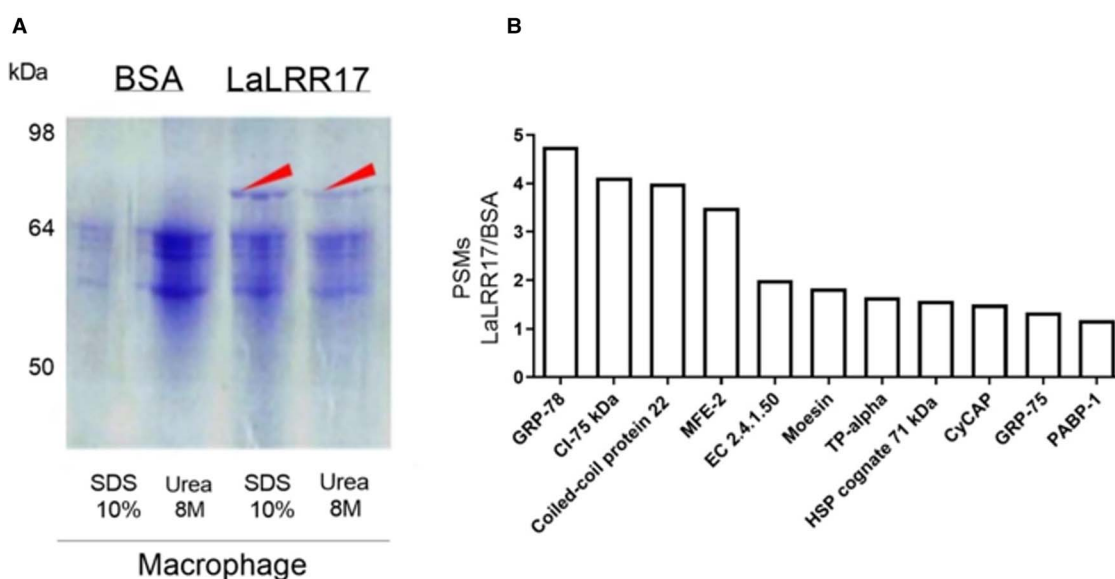 A
kDa
BSA LaLRR17
98
64
50
SDS Urea SDS Urea
10% 8M 10% 8M
Macrophage
B
PSMs
LaLRR17/BSA
5
4
3
2
1
0
GRP-78
CI-75 kDa
Coiled-coil protein 22
MFE-2
EC 2.4.1.50
Moesin
TP-alpha
HSP cognate 71 kDa
CyCAP
GRP-75
PABP-1